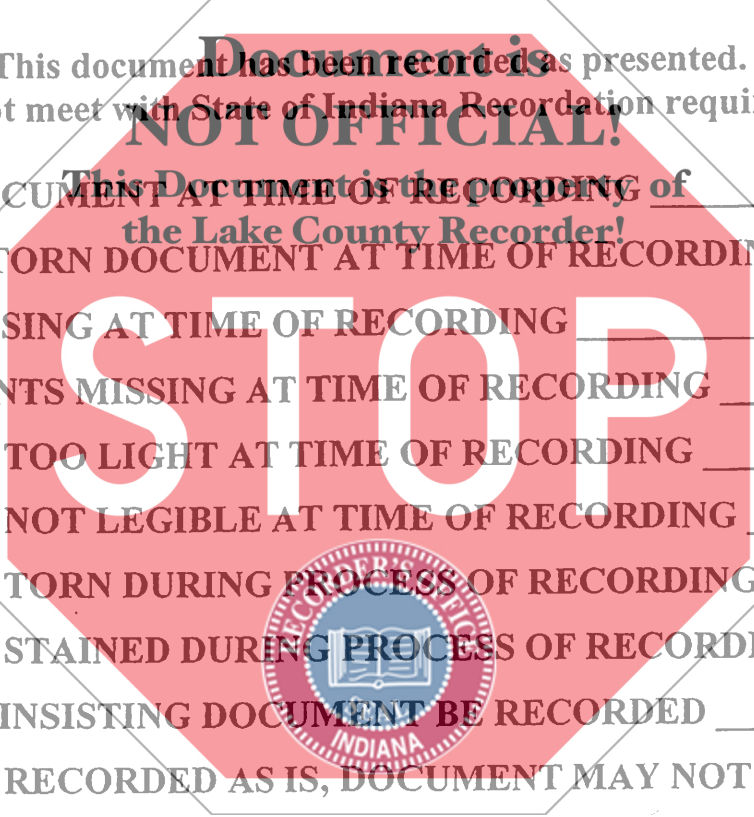 Document is
This document has been recorded as presented.
ot meet with State of Indiana Recordation requi
NOT OFFICIAL!
This Document is the property of
CUMENT AT TIME OF RECORDING
the Lake County Recorder!
TORN DOCUMENT AT TIME OF RECORDIN
SING AT TIME OF RECORDING
STOP
NTS MISSING AT TIME OF RECORDING
TOO LIGHT AT TIME OF RECORDING
NOT LEGIBLE AT TIME OF RECORDING
TORN DURING PROCESS OF RECORDING
STAINED DURING PROCESS OF RECORDI
RECORDER'S OFFICE
INSISTING DOCUMENT BE RECORDED
INDIANA
RECORDED AS IS, DOCUMENT MAY NOT